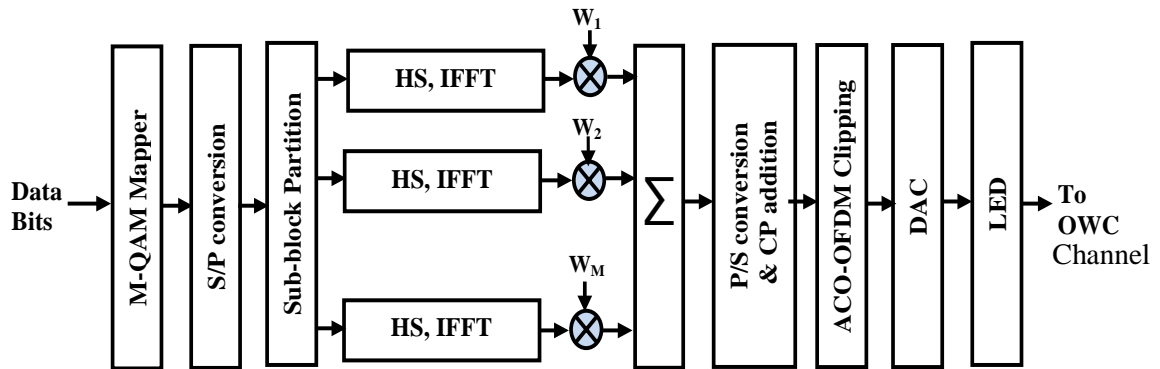 Data
Bits
M-QAM Mapper
S/P conversion
Sub-block Partition
HS, IFFT
W₁
HS, IFFT
W₂
HS, IFFT
W_M
∑
P/S conversion
& CP addition
ACO-OFDM Clipping
DAC
LED
To
OWC
Channel